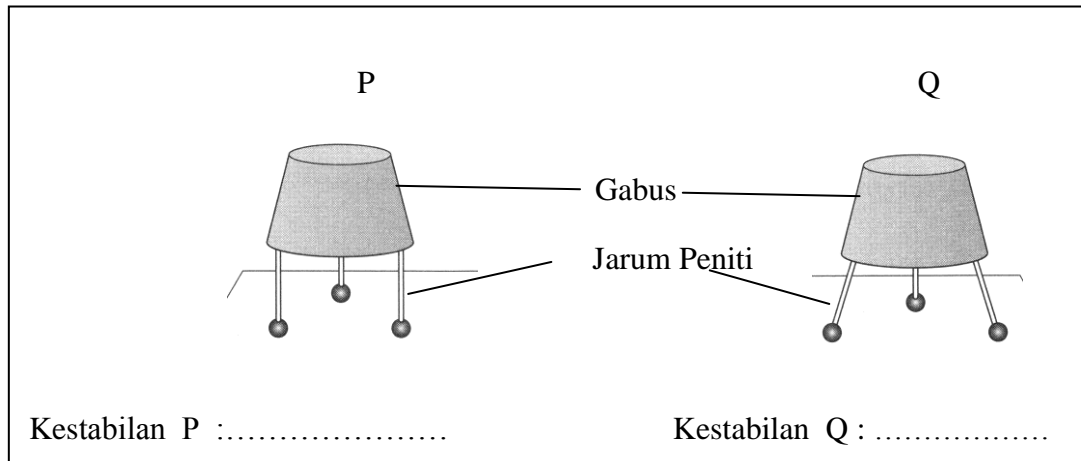 P Q
Gabus
Jarum Peniti
Kestabilan P :..................... Kestabilan Q : ..................